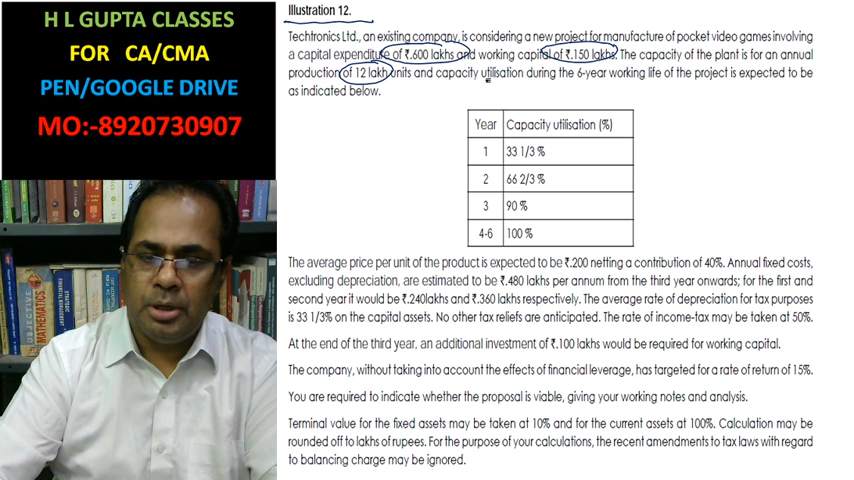 H L GUPTA CLASSES
FOR CA/CMA
PEN/GOOGLE DRIVE
MO:-8920730907
Illustration 12.
Techtronics Ltd., an existing company, is considering a new project for manufacture of pocket video games involving
a capital expenditure of ₹.600 lakhs and working capital of ₹.150 lakhs. The capacity of the plant is for an annual
production of 12 lakh units and capacity utilisation during the 6-year working life of the project is expected to be
as indicated below.
Year Capacity utilisation (%)
1 33 1/3 %
2 66 2/3 %
3 90 %
4-6 100 %
The average price per unit of the product is expected to be ₹.200 netting a contribution of 40%. Annual fixed costs,
excluding depreciation, are estimated to be ₹.480 lakhs per annum from the third year onwards; for the first and
second year it would be ₹.240lakhs and ₹.360 lakhs respectively. The average rate of depreciation for tax purposes
is 33 1/3% on the capital assets. No other tax reliefs are anticipated. The rate of income-tax may be taken at 50%.
At the end of the third year, an additional investment of ₹.100 lakhs would be required for working capital.
The company, without taking into account the effects of financial leverage, has targeted for a rate of return of 15%.
You are required to indicate whether the proposal is viable, giving your working notes and analysis.
Terminal value for the fixed assets may be taken at 10% and for the current assets at 100%. Calculation may be
rounded off to lakhs of rupees. For the purpose of your calculations, the recent amendments to tax laws with regard
to balancing charge may be ignored.
OBJECTIVE
MATHEMATICS